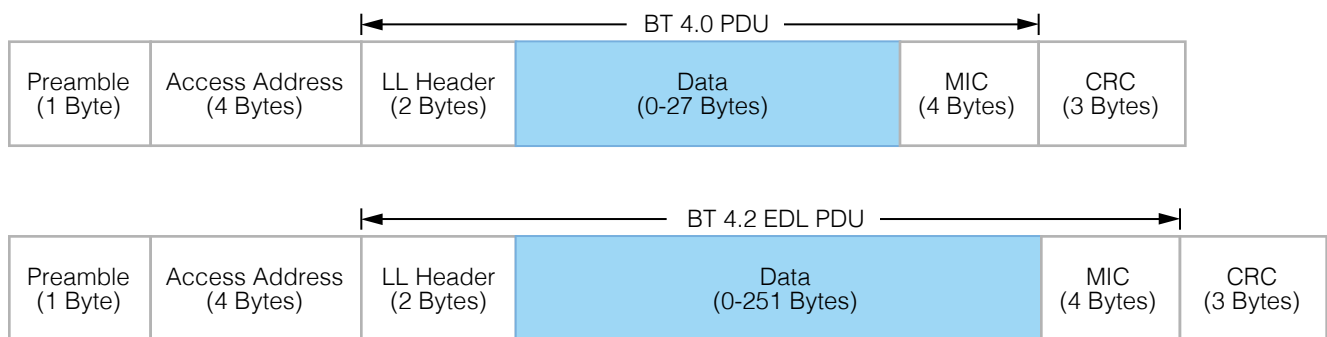 BT 4.0 PDU
Preamble
(1 Byte)
Access Address
(4 Bytes)
LL Header
(2 Bytes)
Data
(0-27 Bytes)
MIC
(4 Bytes)
CRC
(3 Bytes)
BT 4.2 EDL PDU
Preamble
(1 Byte)
Access Address
(4 Bytes)
LL Header
(2 Bytes)
Data
(0-251 Bytes)
MIC
(4 Bytes)
CRC
(3 Bytes)